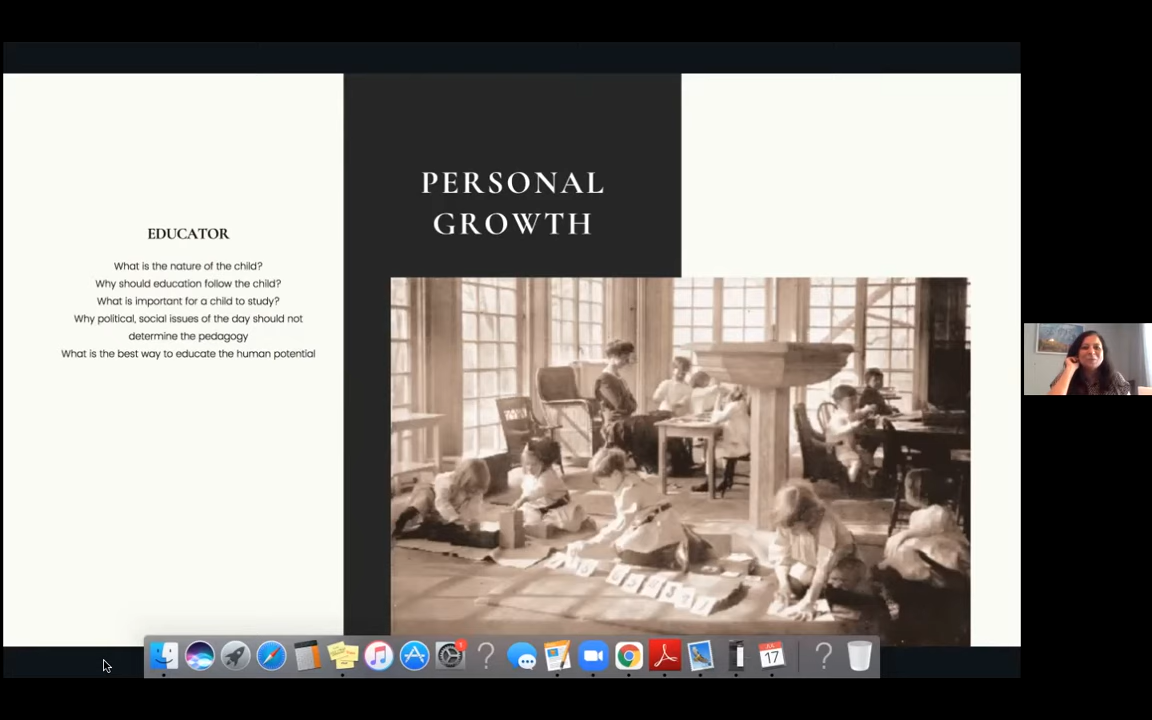 PERSONAL
GROWTH
EDUCATOR
What is the nature of the child?
Why should education follow the child?
What is important for a child to study?
Why political, social issues of the day should not
determine the pedagogy
What is the best way to educate the human potential
17